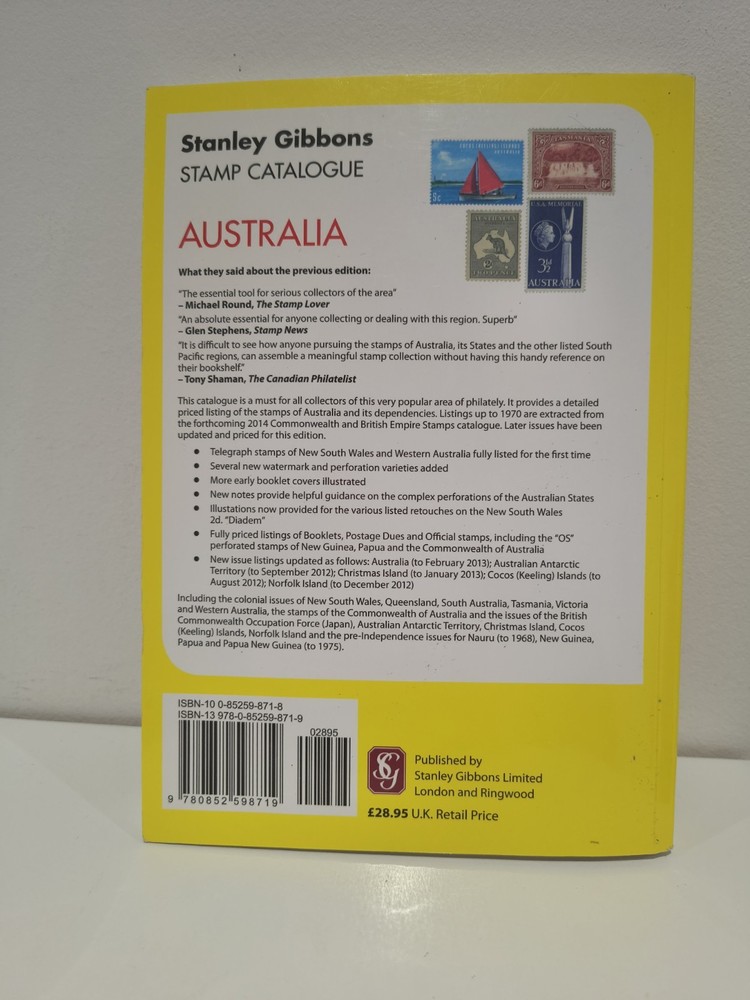 Stanley Gibbons
STAMP CATALOGUE
COCOS (KEELING) ISLANDS
AUSTRALIA
TASMANIA
6d
6d
AUSTRALIA
TWO PENCE
U.S.A. MEMORIAL
3½d
AUSTRALIA
AUSTRALIA
What they said about the previous edition:
“The essential tool for serious collectors of the area”
– Michael Round, The Stamp Lover
“An absolute essential for anyone collecting or dealing with this region. Superb”
– Glen Stephens, Stamp News
“It is difficult to see how anyone pursuing the stamps of Australia, its States and the other listed South
Pacific regions, can assemble a meaningful stamp collection without having this handy reference on
their bookshelf.”
– Tony Shaman, The Canadian Philatelist
This catalogue is a must for all collectors of this very popular area of philately. It provides a detailed
priced listing of the stamps of Australia and its dependencies. Listings up to 1970 are extracted from
the forthcoming 2014 Commonwealth and British Empire Stamps catalogue. Later issues have been
updated and priced for this edition.
• Telegraph stamps of New South Wales and Western Australia fully listed for the first time
• Several new watermark and perforation varieties added
• More early booklet covers illustrated
• New notes provide helpful guidance on the complex perforations of the Australian States
• Illustations now provided for the various listed retouches on the New South Wales
2d. “Diadem”
• Fully priced listings of Booklets, Postage Dues and Official stamps, including the “OS”
perforated stamps of New Guinea, Papua and the Commonwealth of Australia
• New issue listings updated as follows: Australia (to February 2013); Australian Antarctic
Territory (to September 2012); Christmas Island (to January 2013); Cocos (Keeling) Islands (to
August 2012); Norfolk Island (to December 2012)
Including the colonial issues of New South Wales, Queensland, South Australia, Tasmania, Victoria
and Western Australia, the stamps of the Commonwealth of Australia and the issues of the British
Commonwealth Occupation Force (Japan), Australian Antarctic Territory, Christmas Island, Cocos
(Keeling) Islands, Norfolk Island and the pre-Independence issues for Nauru (to 1968), New Guinea,
Papua and Papua New Guinea (to 1975).
ISBN-10 0-85259-871-8
ISBN-13 978-0-85259-871-9
02895
9 780852 598719
SG
Published by
Stanley Gibbons Limited
London and Ringwood
£28.95 U.K. Retail Price